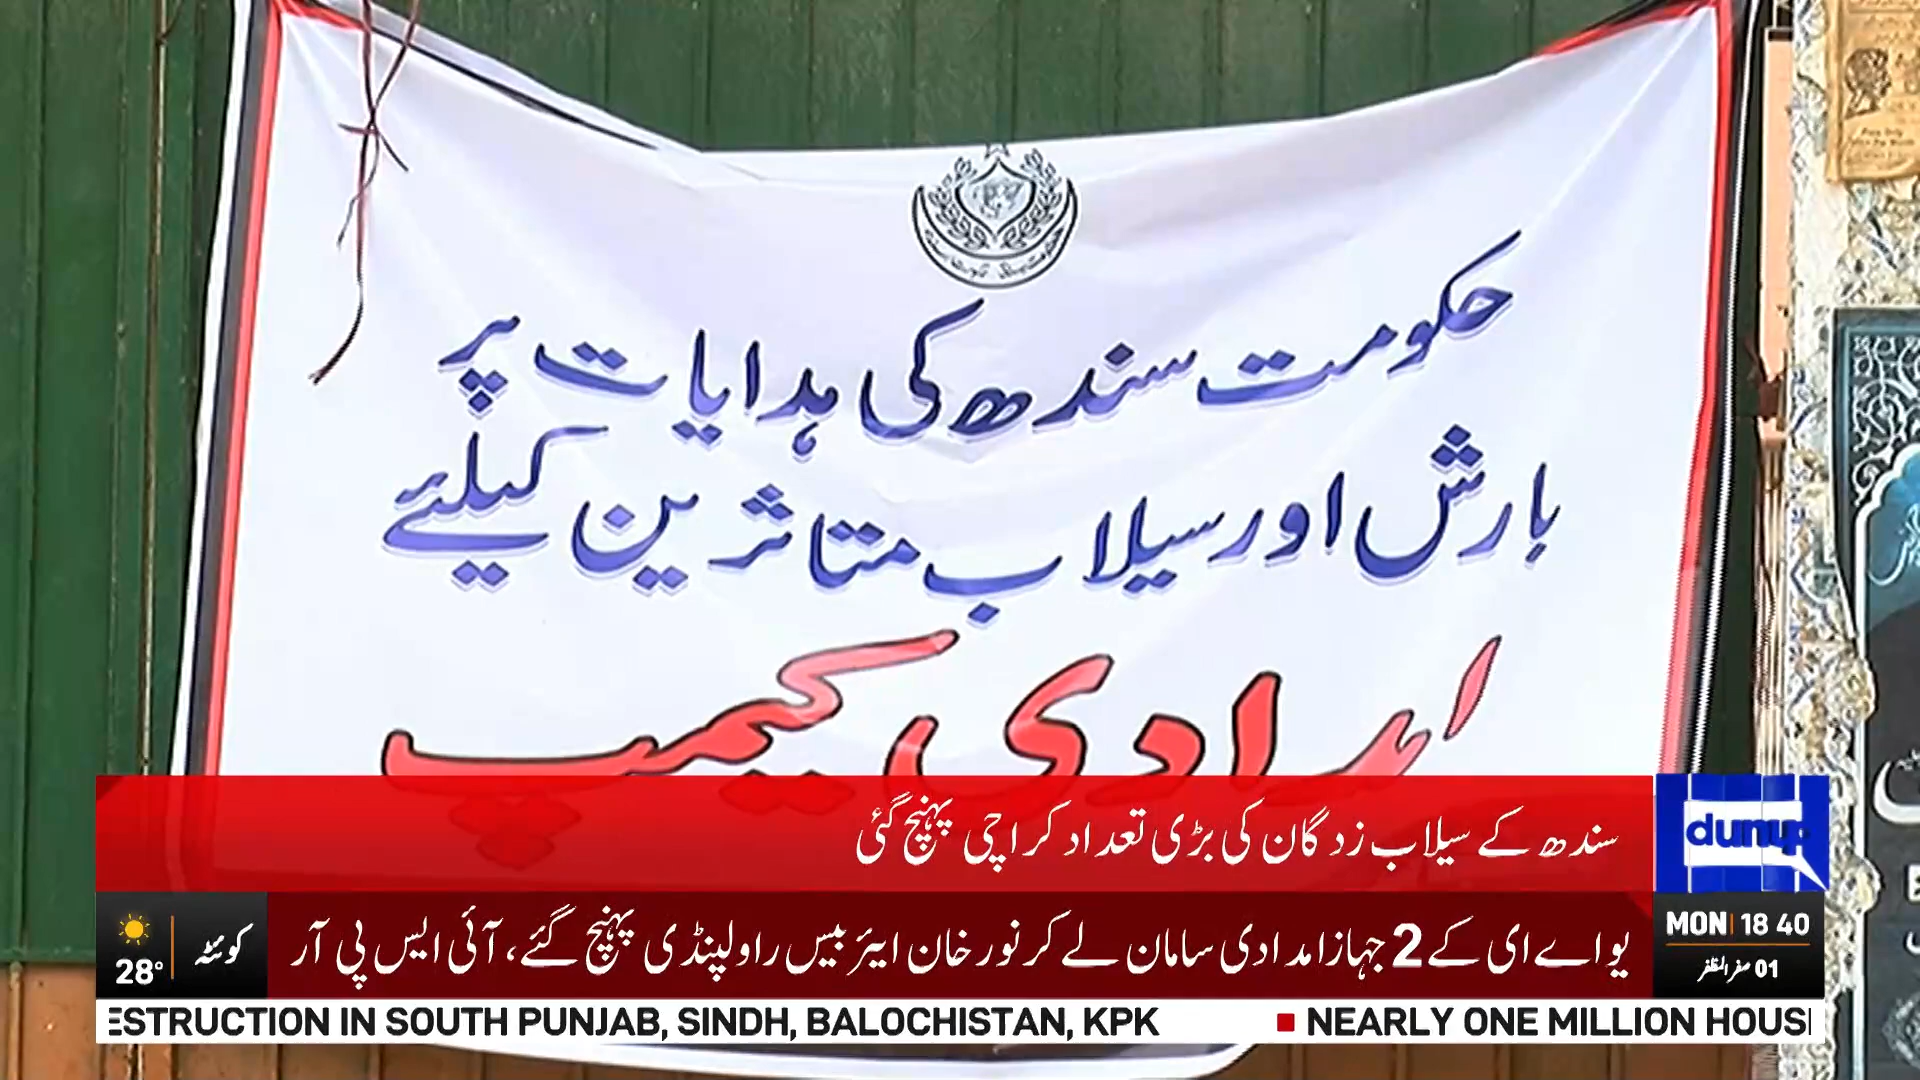 حکومت سندھ کی ہدایات پر
بارش اور سیلاب متاثرین کیلئے
امدادی کیمپ
سندھ کے سیلاب زدگان کی بڑی تعداد کراچی پہنچ گئی
dunya
یو اے ای کے 2 جہاز امدادی سامان لے کر نور خان ایئر بیس راولپنڈی پہنچ گئے، آئی ایس پی آر
کوئٹہ
28°
MON 18 40
01 صفر المظفر
ESTRUCTION IN SOUTH PUNJAB, SINDH, BALOCHISTAN, KPK
NEARLY ONE MILLION HOUS